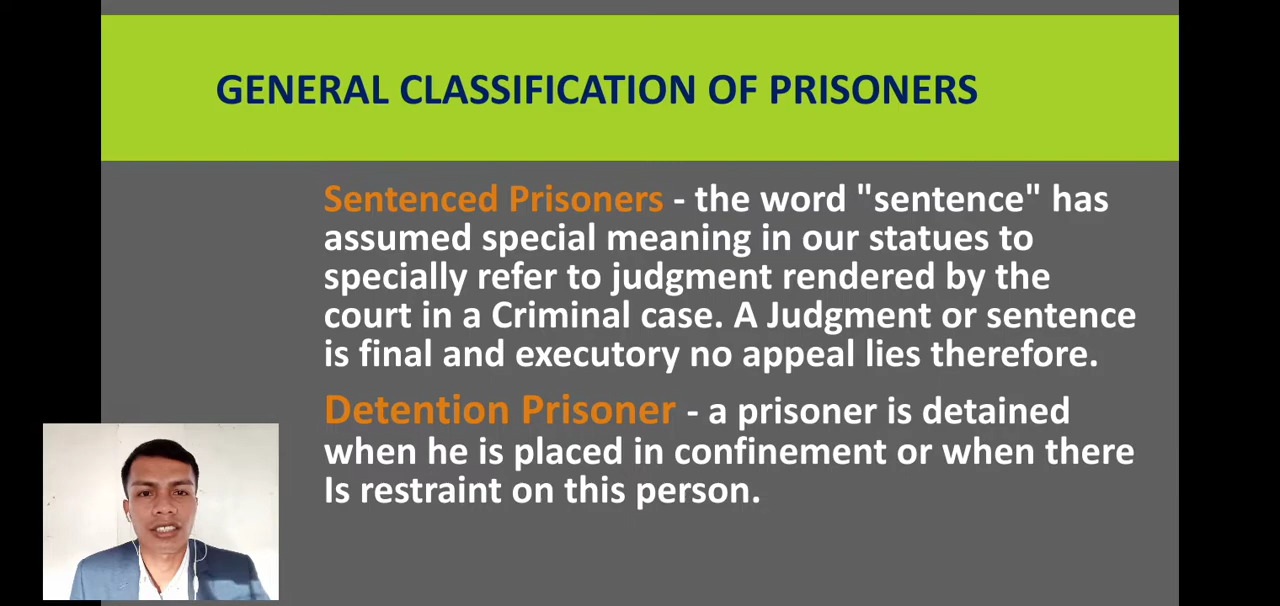 GENERAL CLASSIFICATION OF PRISONERS
Sentenced Prisoners - the word "sentence" has
assumed special meaning in our statues to
specially refer to judgment rendered by the
court in a Criminal case. A Judgment or sentence
is final and executory no appeal lies therefore.
Detention Prisoner - a prisoner is detained
when he is placed in confinement or when there
Is restraint on this person.